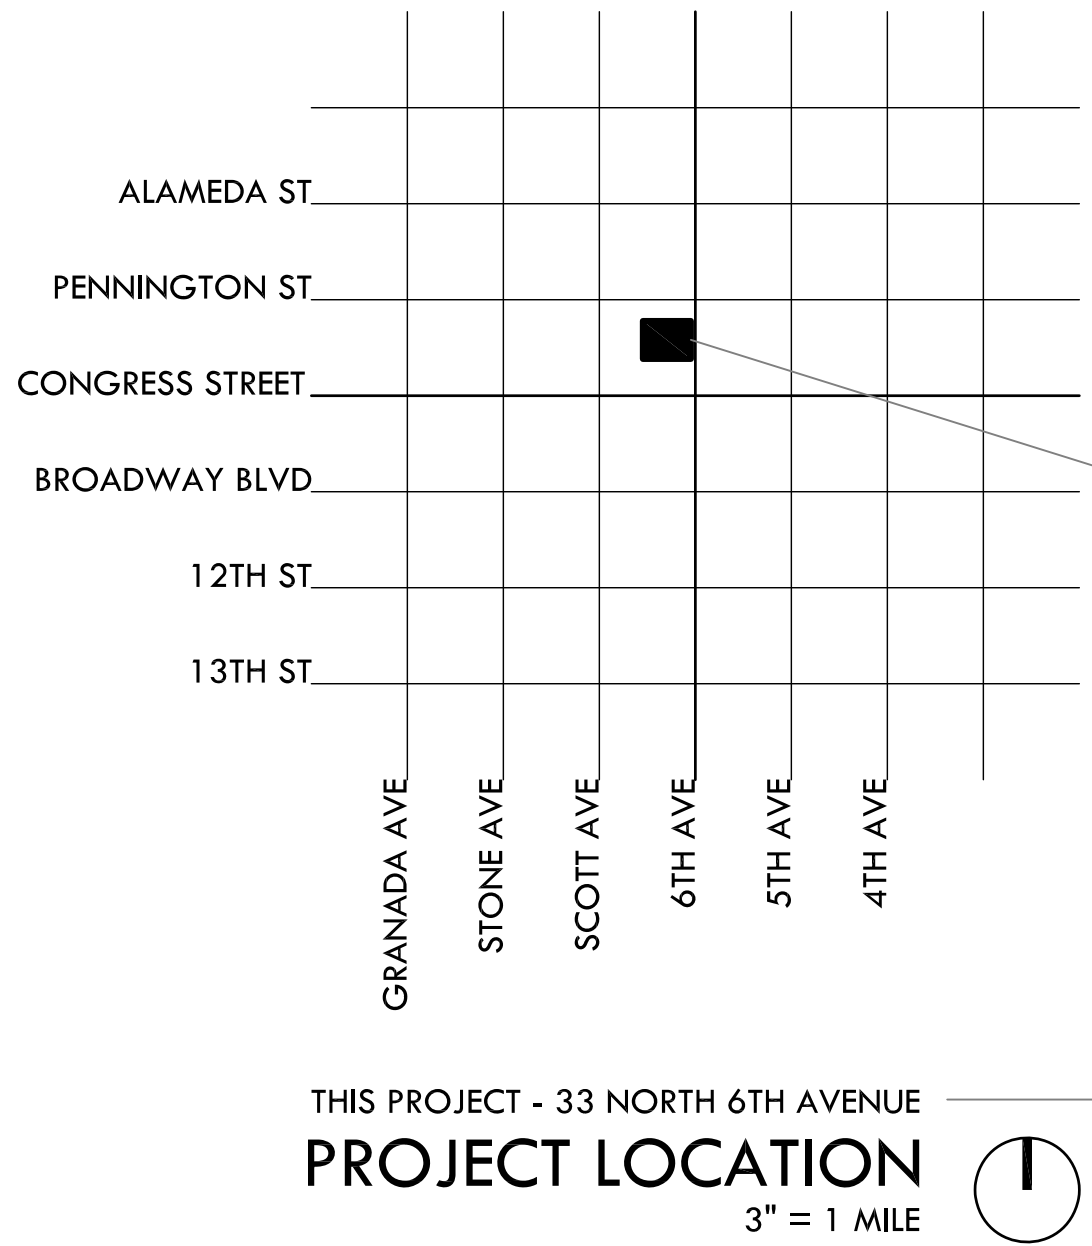 ALAMEDA ST
PENNINGTON ST
CONGRESS STREET
BROADWAY BLVD
12TH ST
13TH ST
GRANADA AVE
STONE AVE
SCOTT AVE
6TH AVE
5TH AVE
4TH AVE
THIS PROJECT - 33 NORTH 6TH AVENUE
PROJECT LOCATION
3" = 1 MILE